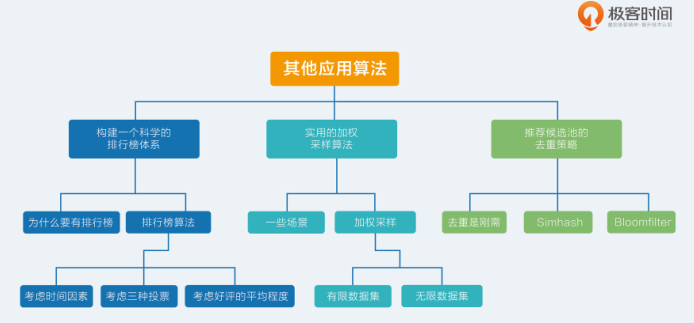 极客时间
其他应用算法
构建一个科学的
排行榜体系
实用的加权
采样算法
推荐候选池的
去重策略
为什么要有排行榜
排行榜算法
一些场景
加权采样
去重是刚需
Simhash
Bloomfilter
考虑时间因素
考虑三种投票
考虑好评的平均程度
有限数据集
无限数据集